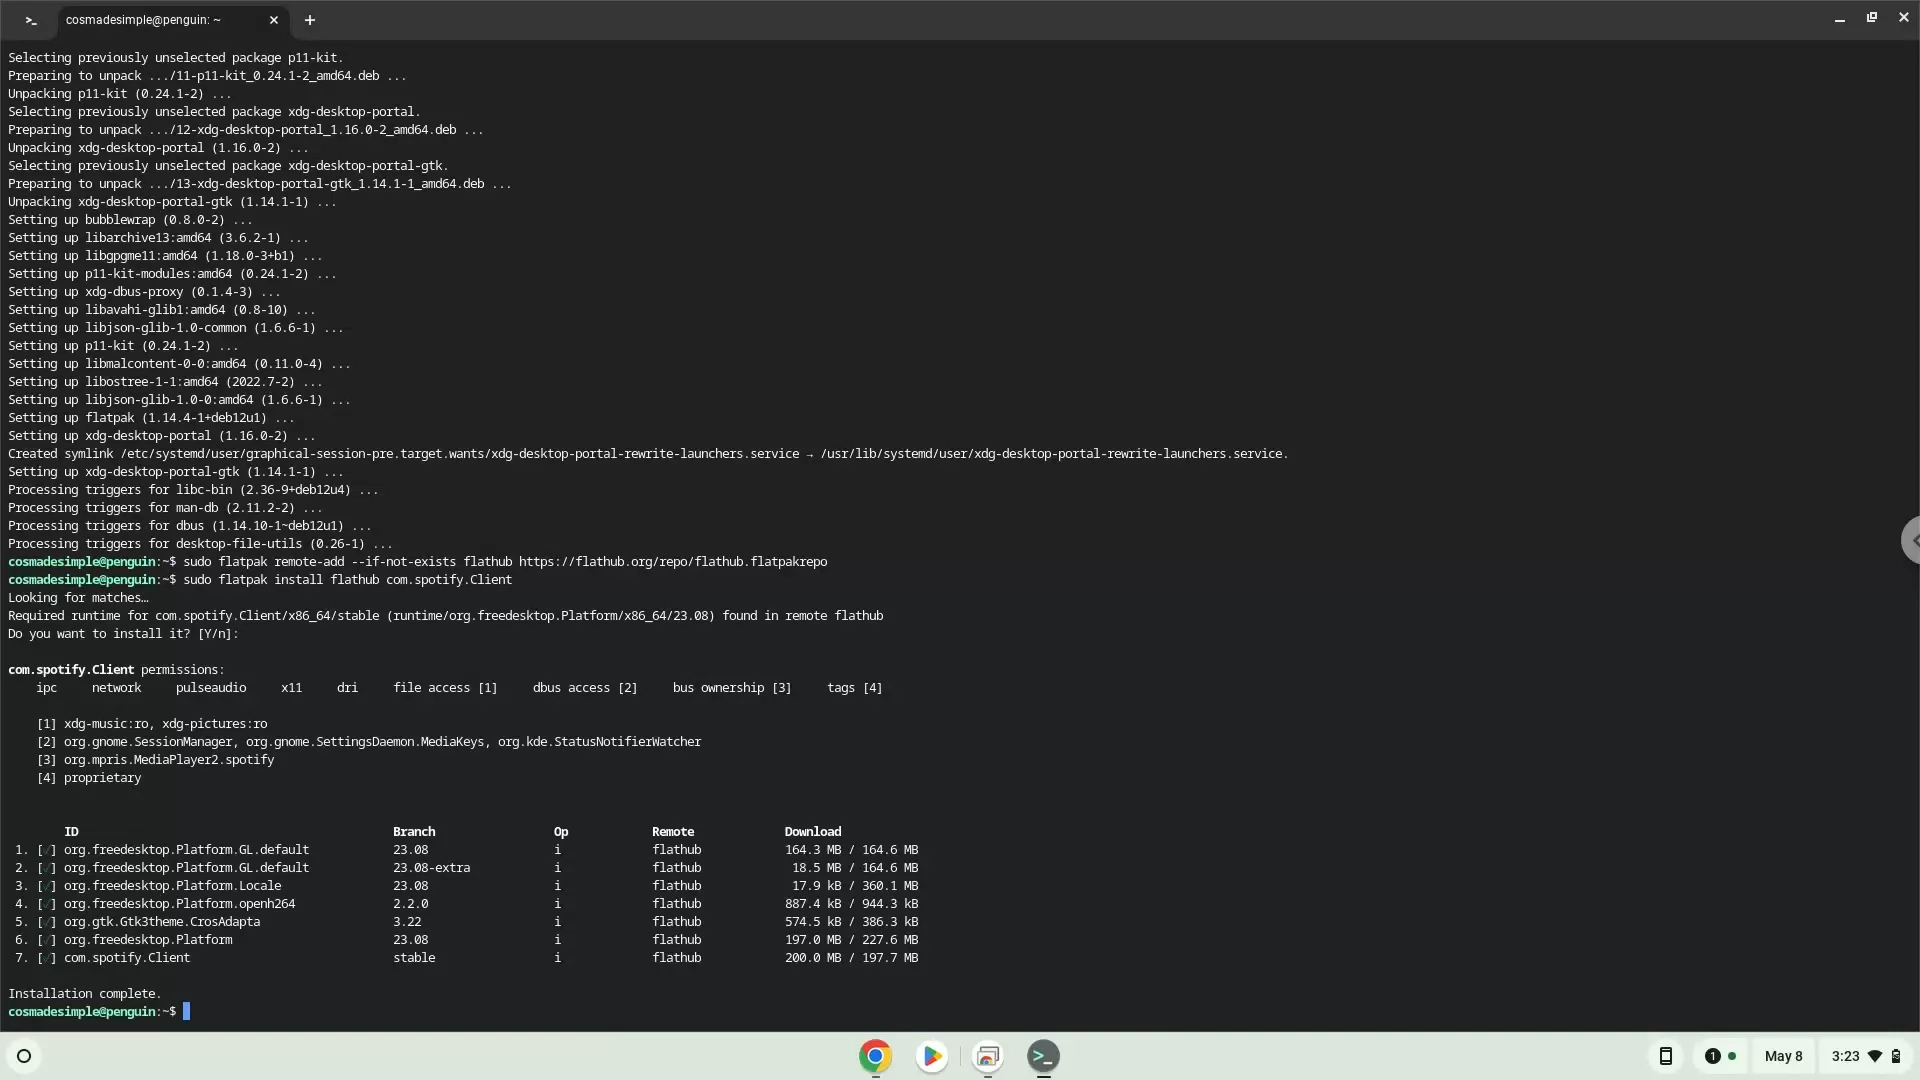 cosmadesimple@penguin: ~
Selecting previously unselected package p11-kit.
Preparing to unpack .../11-p11-kit_0.24.1-2_amd64.deb ...
Unpacking p11-kit (0.24.1-2) ...
Selecting previously unselected package xdg-desktop-portal.
Preparing to unpack .../12-xdg-desktop-portal_1.16.0-2_amd64.deb ...
Unpacking xdg-desktop-portal (1.16.0-2) ...
Selecting previously unselected package xdg-desktop-portal-gtk.
Preparing to unpack .../13-xdg-desktop-portal-gtk_1.14.1-1_amd64.deb ...
Unpacking xdg-desktop-portal-gtk (1.14.1-1) ...
Setting up bubblewrap (0.8.0-2) ...
Setting up libarchive13:amd64 (3.6.2-1) ...
Setting up libgpgme11:amd64 (1.18.0-3+b1) ...
Setting up p11-kit-modules:amd64 (0.24.1-2) ...
Setting up xdg-dbus-proxy (0.1.4-3) ...
Setting up libavahi-glib1:amd64 (0.8-10) ...
Setting up libjson-glib-1.0-common (1.6.6-1) ...
Setting up p11-kit (0.24.1-2) ...
Setting up libmalcontent-0-0:amd64 (0.11.0-4) ...
Setting up libostree-1-1:amd64 (2022.7-2) ...
Setting up libjson-glib-1.0-0:amd64 (1.6.6-1) ...
Setting up flatpak (1.14.4-1+deb12u1) ...
Setting up xdg-desktop-portal (1.16.0-2) ...
Created symlink /etc/systemd/user/graphical-session-pre.target.wants/xdg-desktop-portal-rewrite-launchers.service → /usr/lib/systemd/user/xdg-desktop-portal-rewrite-launchers.service.
Setting up xdg-desktop-portal-gtk (1.14.1-1) ...
Processing triggers for libc-bin (2.36-9+deb12u4) ...
Processing triggers for man-db (2.11.2-2) ...
Processing triggers for dbus (1.14.10-1~deb12u1) ...
Processing triggers for desktop-file-utils (0.26-1) ...
cosmadesimple@penguin:~$ sudo flatpak remote-add --if-not-exists flathub https://flathub.org/repo/flathub.flatpakrepo
cosmadesimple@penguin:~$ sudo flatpak install flathub com.spotify.Client
Looking for matches…
Required runtime for com.spotify.Client/x86_64/stable (runtime/org.freedesktop.Platform/x86_64/23.08) found in remote flathub
Do you want to install it? [Y/n]:
com.spotify.Client permissions:
ipc network pulseaudio x11 dri file access [1] dbus access [2] bus ownership [3] tags [4]
[1] xdg-music:ro, xdg-pictures:ro
[2] org.gnome.SessionManager, org.gnome.SettingsDaemon.MediaKeys, org.kde.StatusNotifierWatcher
[3] org.mpris.MediaPlayer2.spotify
[4] proprietary
ID Branch Op Remote Download
1. [✓] org.freedesktop.Platform.GL.default 23.08 i flathub 164.3 MB / 164.6 MB
2. [✓] org.freedesktop.Platform.GL.default 23.08-extra i flathub 18.5 MB / 164.6 MB
3. [✓] org.freedesktop.Platform.Locale 23.08 i flathub 17.9 kB / 360.1 MB
4. [✓] org.freedesktop.Platform.openh264 2.2.0 i flathub 887.4 kB / 944.3 kB
5. [✓] org.gtk.Gtk3theme.CrosAdapta 3.22 i flathub 574.5 kB / 386.3 kB
6. [✓] org.freedesktop.Platform 23.08 i flathub 197.0 MB / 227.6 MB
7. [✓] com.spotify.Client stable i flathub 200.0 MB / 197.7 MB
Installation complete.
cosmadesimple@penguin:~$
1 May 8 3:23